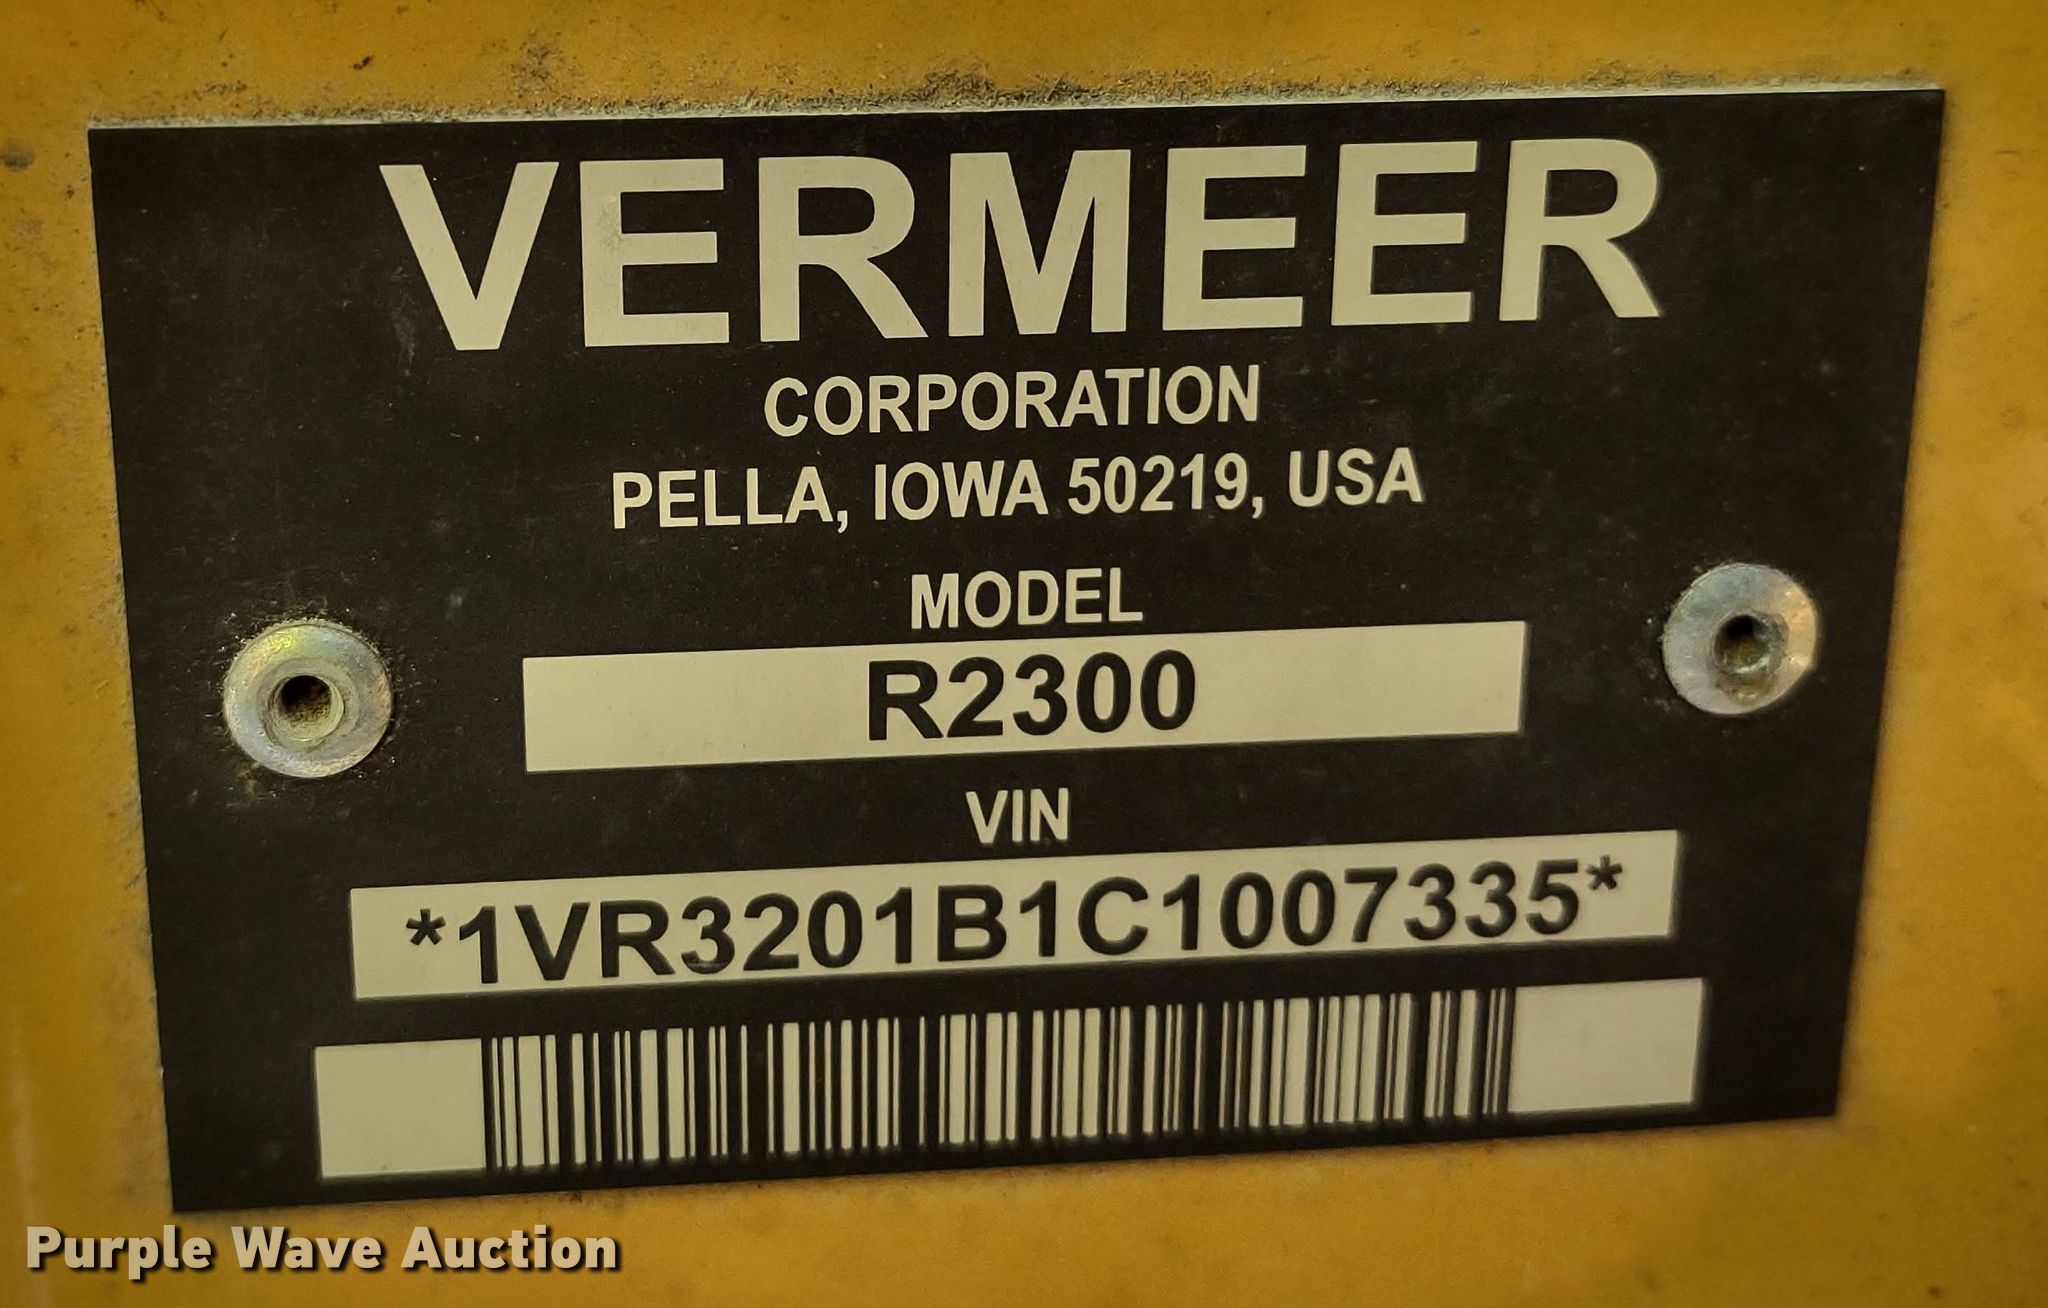 VERMEER
CORPORATION
PELLA, IOWA 50219, USA
MODEL
R2300
VIN
*1VR3201B1C1007335*
Purple Wave Auction